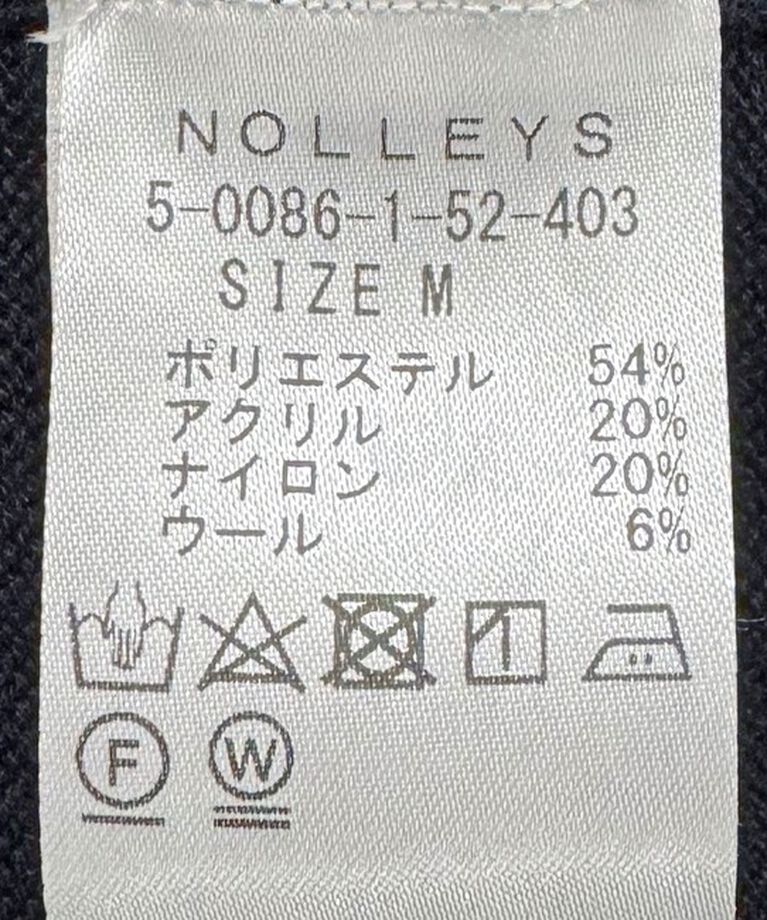 NOLLEYS
5-0086-1-52-403
SIZE M
ポリエステル 54%
アクリル 20%
ナイロン 20%
ウール 6%
F W